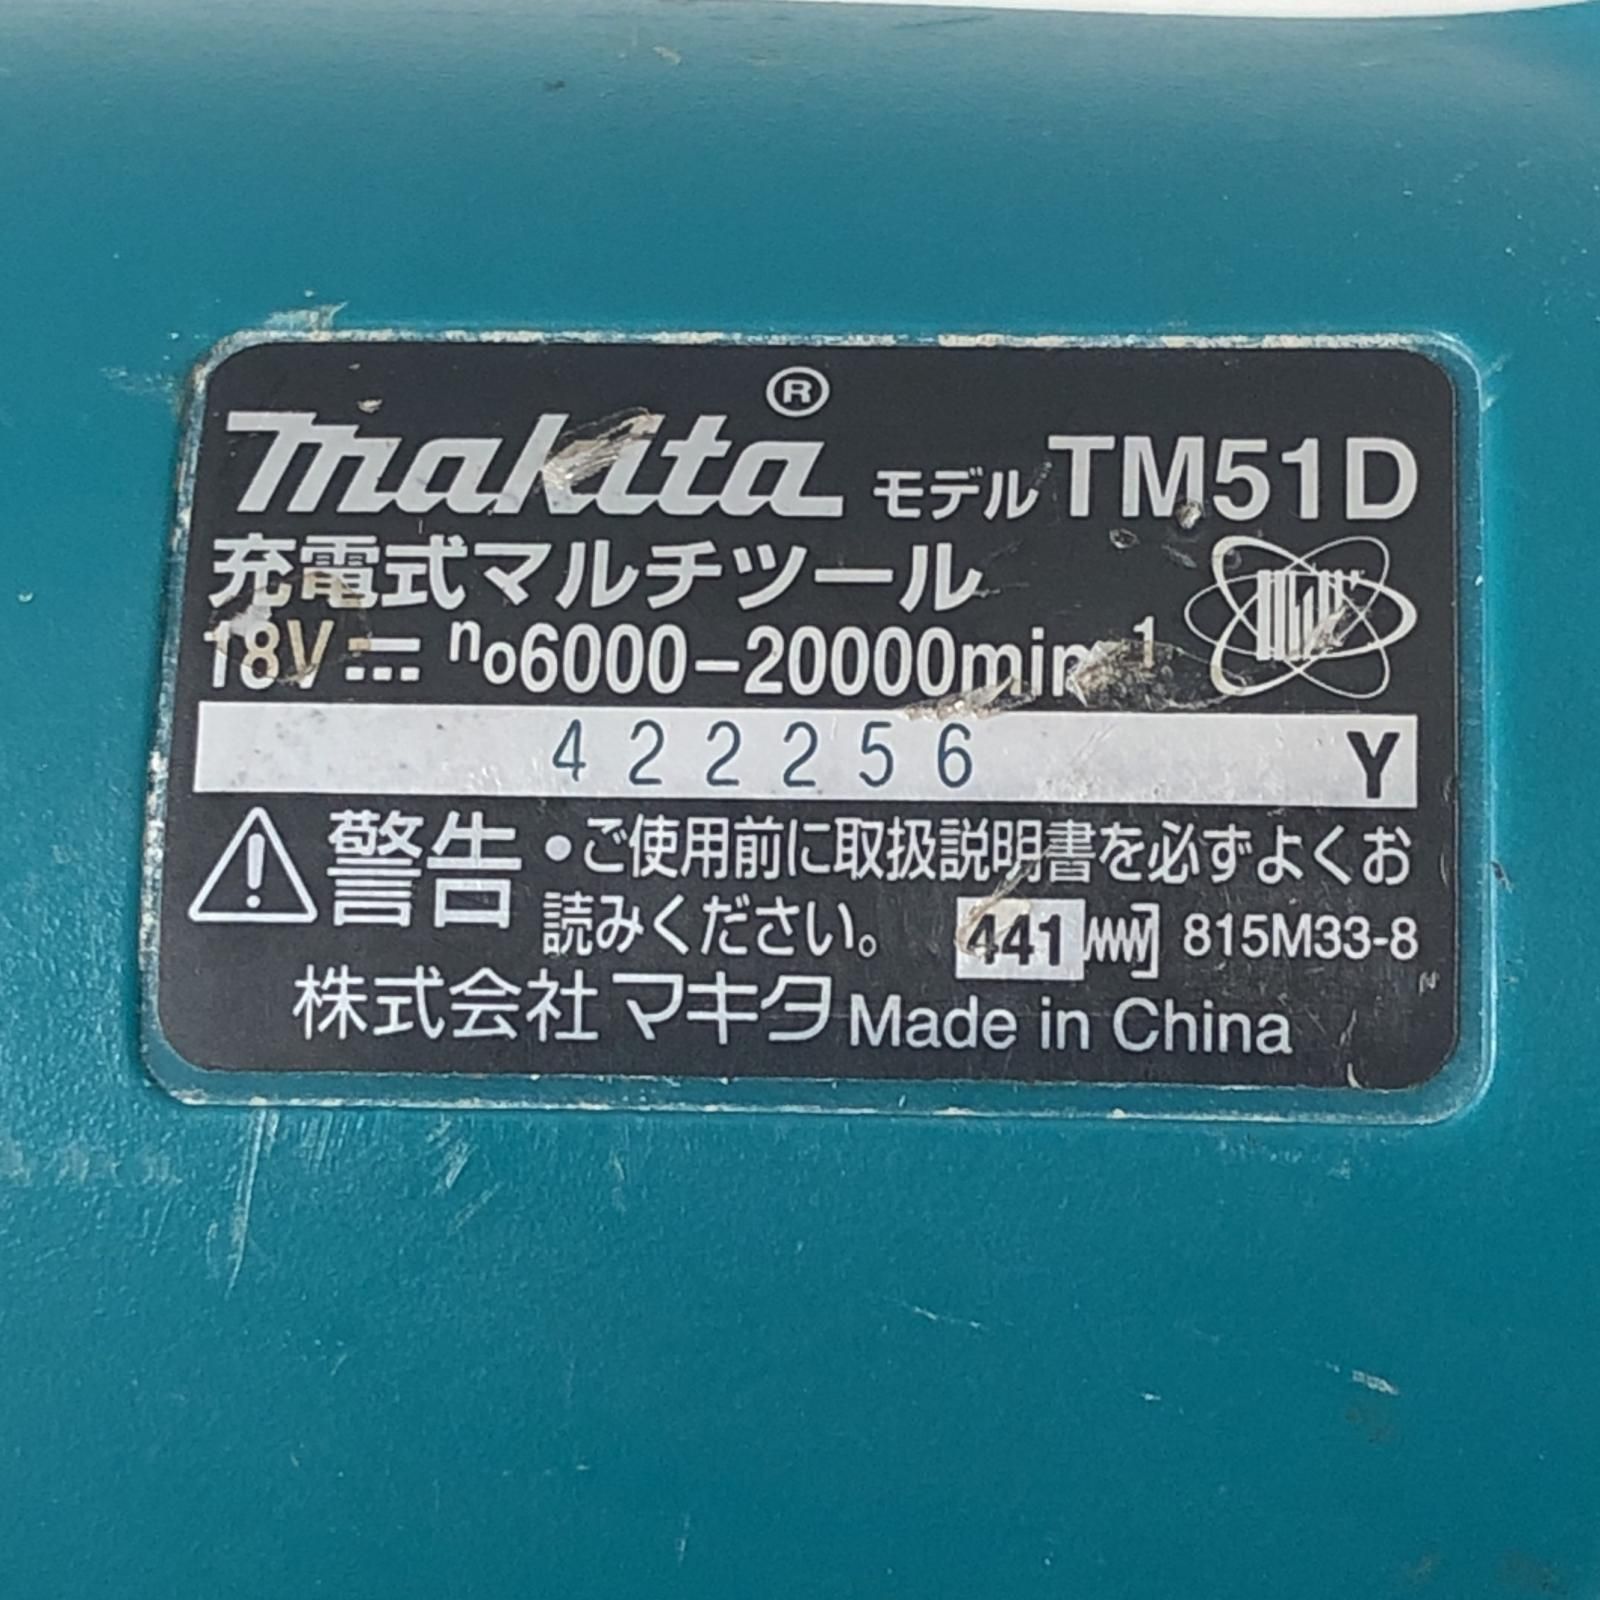 makita® モデル TM51D
充電式マルチツール
18V⎓ n₀6000−20000min⁻¹
422256 Y
⚠警告 •ご使用前に取扱説明書を必ずよくお
読みください。 441 815M33-8
株式会社マキタ Made in China